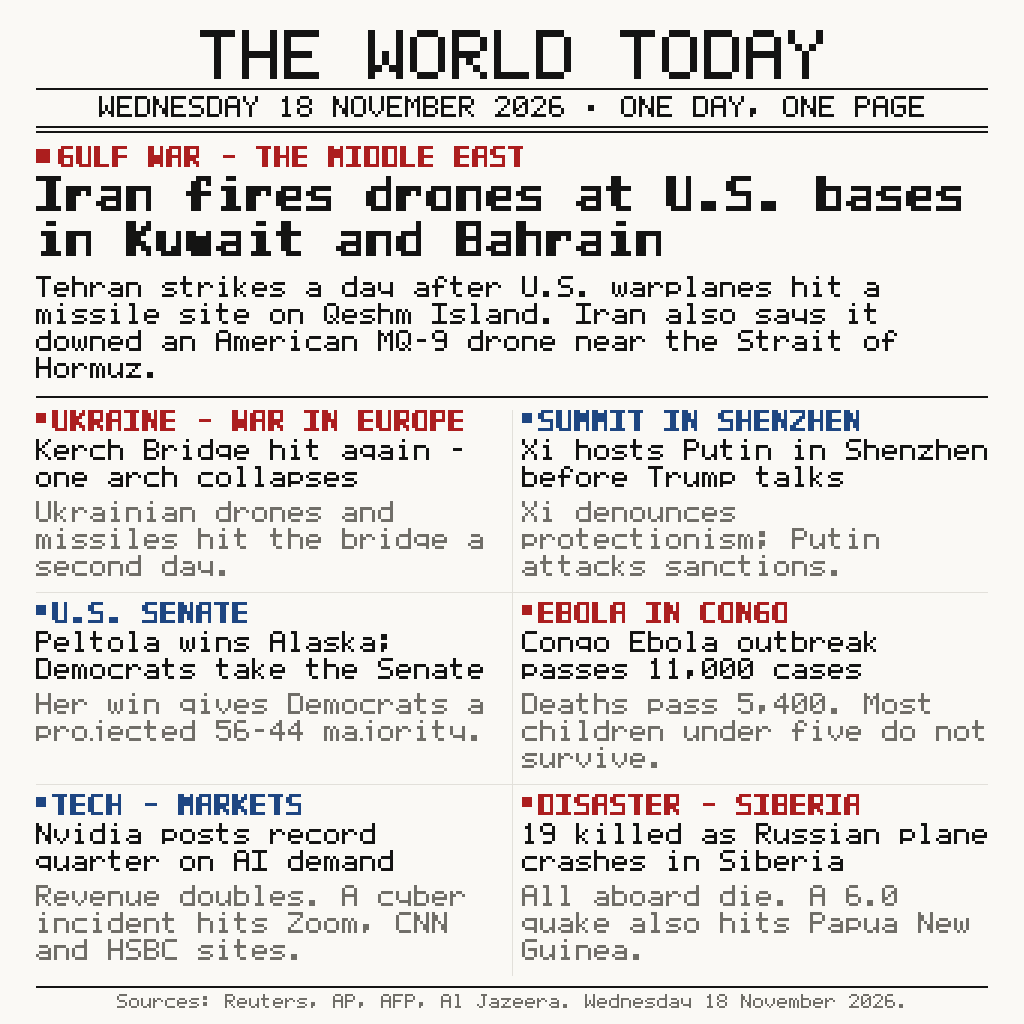 THE WORLD TODAY
WEDNESDAY 18 NOVEMBER 2026 · ONE DAY, ONE PAGE
GULF WAR - THE MIDDLE EAST
Iran fires drones at U.S. bases
in Kuwait and Bahrain
Tehran strikes a day after U.S. warplanes hit a
missile site on Qeshm Island. Iran also says it
downed an American MQ-9 drone near the Strait of
Hormuz.
UKRAINE - WAR IN EUROPE
Kerch Bridge hit again -
one arch collapses
Ukrainian drones and
missiles hit the bridge a
second day.
SUMMIT IN SHENZHEN
Xi hosts Putin in Shenzhen
before Trump talks
Xi denounces
protectionism; Putin
attacks sanctions.
U.S. SENATE
Peltola wins Alaska;
Democrats take the Senate
Her win gives Democrats a
projected 56-44 majority.
EBOLA IN CONGO
Congo Ebola outbreak
passes 11,000 cases
Deaths pass 5,400. Most
children under five do not
survive.
TECH - MARKETS
Nvidia posts record
quarter on AI demand
Revenue doubles. A cyber
incident hits Zoom, CNN
and HSBC sites.
DISASTER - SIBERIA
19 killed as Russian plane
crashes in Siberia
All aboard die. A 6.0
quake also hits Papua New
Guinea.
Sources: Reuters, AP, AFP, Al Jazeera. Wednesday 18 November 2026.